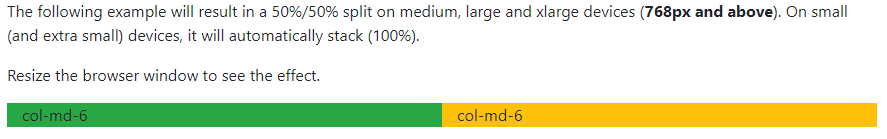 The following example will result in a 50%/50% split on medium, large and xlarge devices (768px and above). On small
(and extra small) devices, it will automatically stack (100%).
Resize the browser window to see the effect.
col-md-6 col-md-6